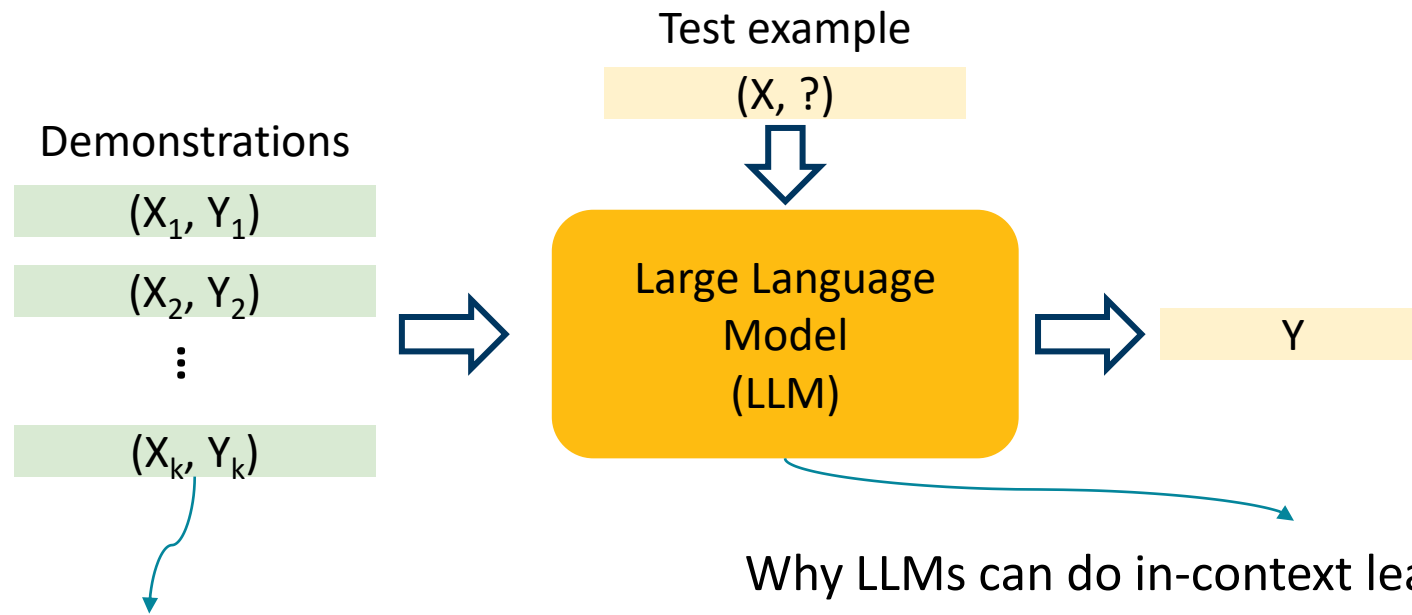 Test example
(X, ?)
Demonstrations
(X₁, Y₁)
(X₂, Y₂)
⋮
(Xₖ, Yₖ)
Large Language
Model
(LLM)
Y
Why LLMs can do in-context lea